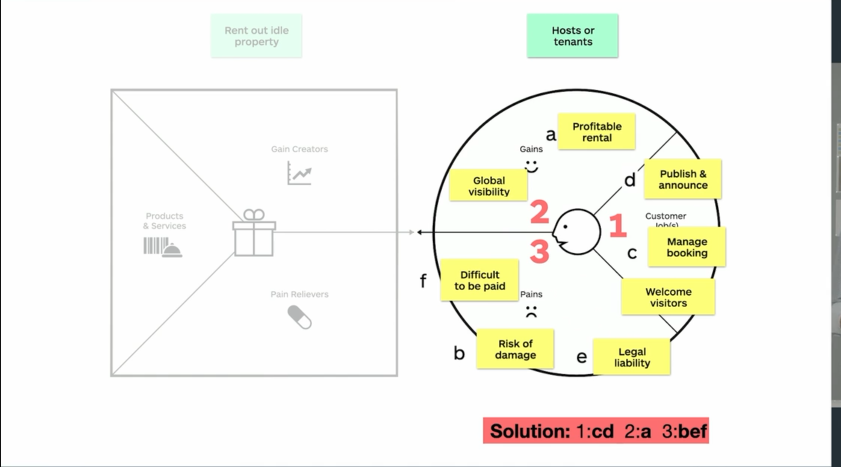 Rent out idle
property
Hosts or
tenants
a
Profitable
rental
Gain Creators
Gains
Global
visibility
d
Publish &
announce
Products
& Services
2
1
Customer
Job(s)
3
c
Manage
booking
f
Difficult
to be paid
Pain Relievers
Pains
Welcome
visitors
b
Risk of
damage
e
Legal
liability
Solution: 1:cd 2:a 3:bef